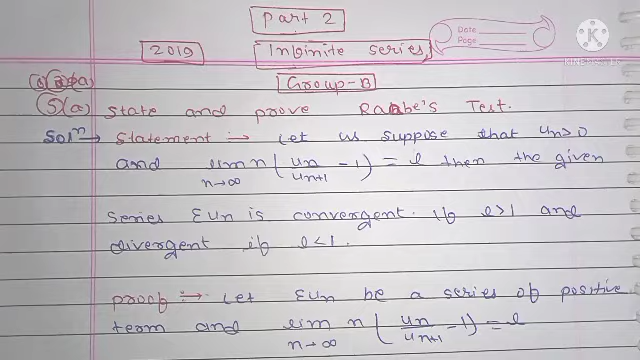 Part 2
Date
Page
2019 Infinite series,
Group-B
5(a) State and prove Raabe's Test.
Solⁿ→ Statement :→ Let us suppose that un>0
and lim n→∞ n(un/un+1 - 1) = l then the given
series Σun is convergent. If l>1 and
divergent if l<1.
Proof :→ Let Σun be a series of positive
term and lim n→∞ n(un/un+1 - 1) = l